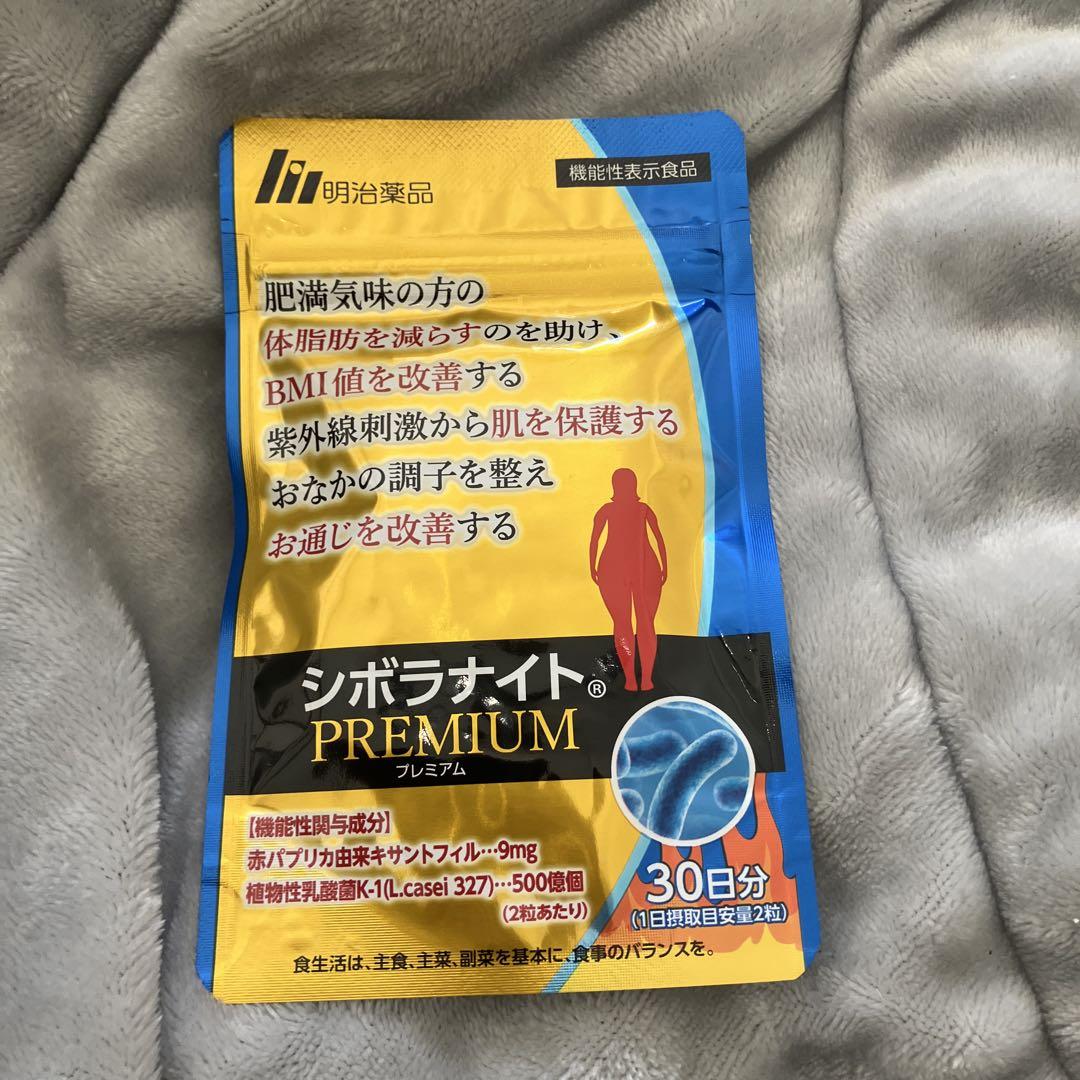 明治薬品
機能性表示食品
肥満気味の方の
体脂肪を減らすのを助け、
BMI値を改善する
紫外線刺激から肌を保護する
おなかの調子を整え
お通じを改善する
シボラナイト®
PREMIUM
プレミアム
【機能性関与成分】
赤パプリカ由来キサントフィル…9mg
植物性乳酸菌K-1(L.casei 327)…500億個
(2粒あたり)
30日分
(1日摂取目安量2粒)
食生活は、主食、主菜、副菜を基本に、食事のバランスを。